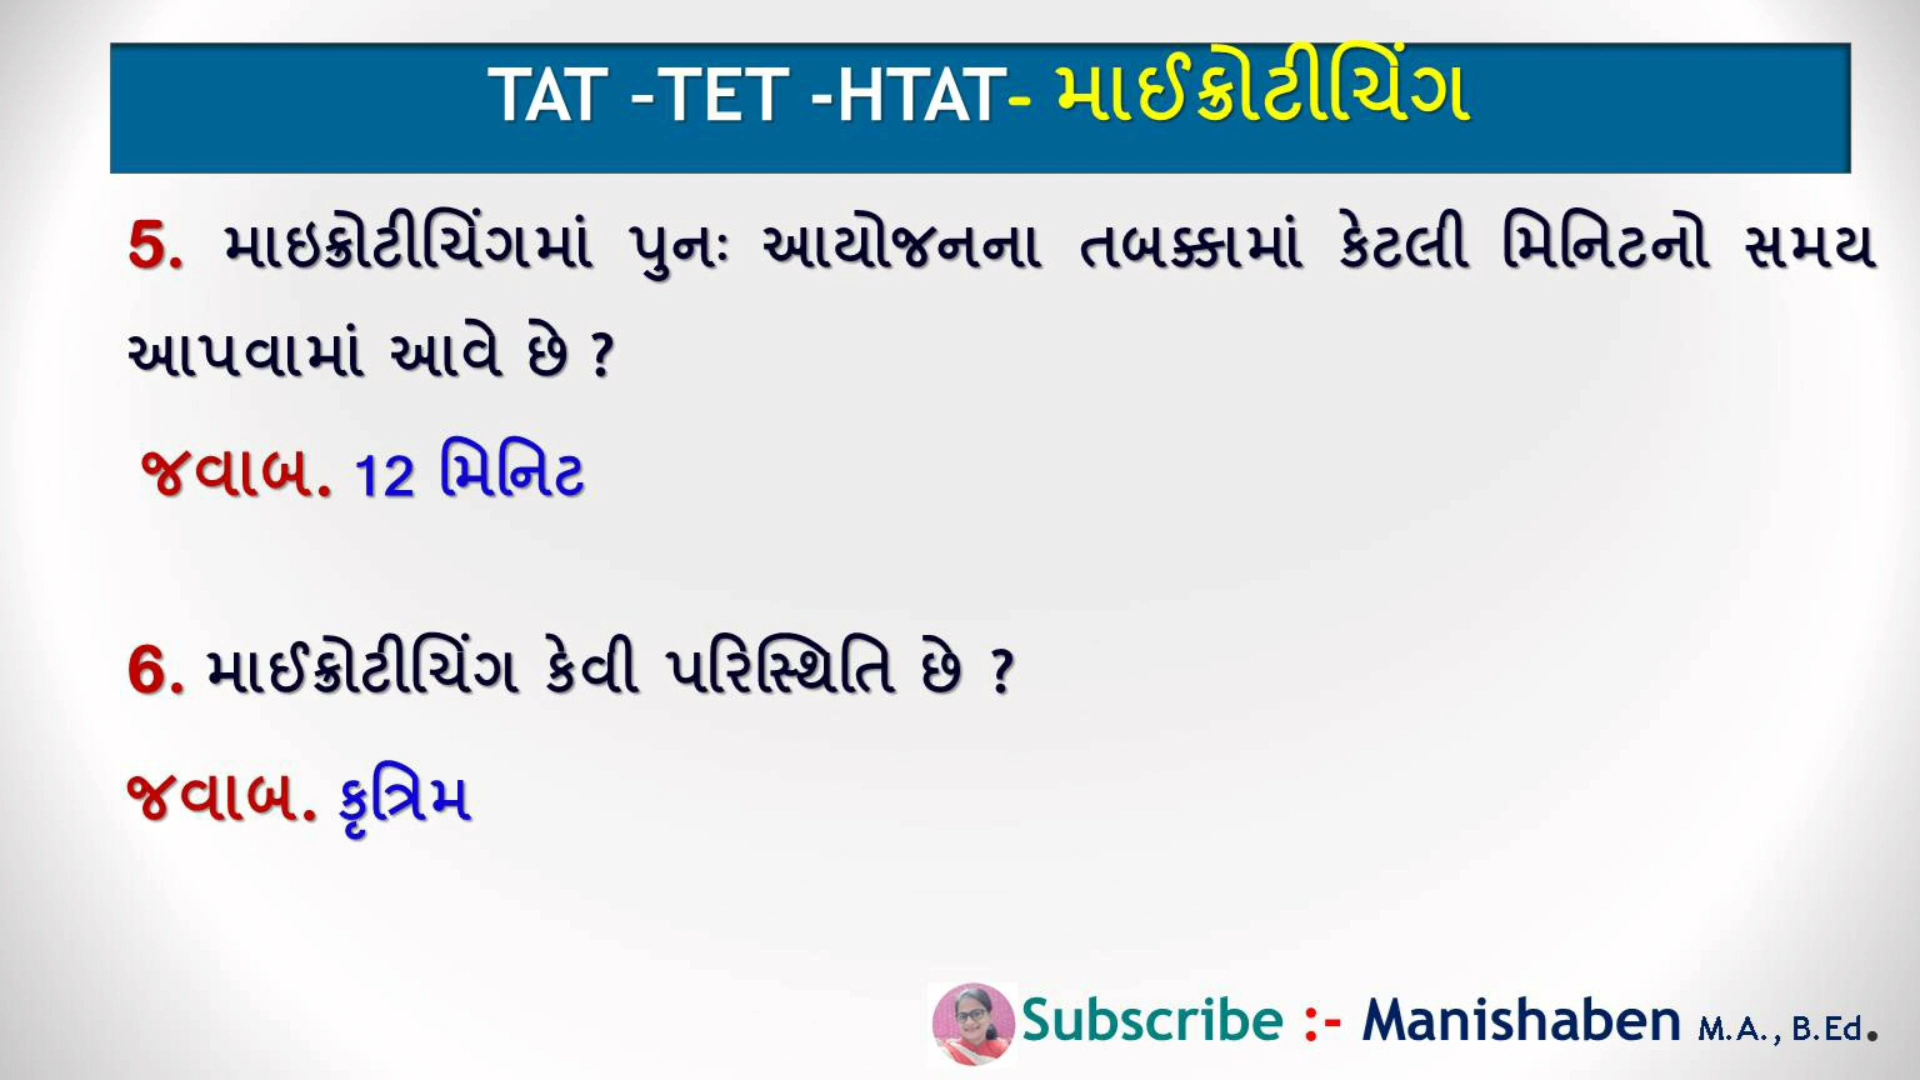 TAT –TET -HTAT- માઈક્રોટીચિંગ
5. માઇક્રોટીચિંગમાં પુનઃ આયોજનના તબક્કામાં કેટલી મિનિટનો સમય
આપવામાં આવે છે ?
જવાબ. 12 મિનિટ
6. માઈક્રોટીચિંગ કેવી પરિસ્થિતિ છે ?
જવાબ. કૃત્રિમ
Subscribe :- Manishaben M.A., B.Ed.